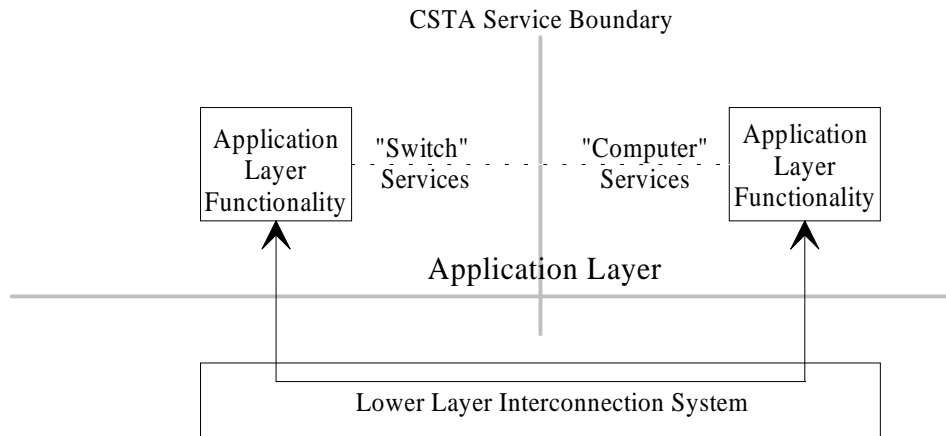 CSTA Service Boundary
Application
Layer
Functionality
"Switch"
Services
"Computer"
Services
Application
Layer
Functionality
Application Layer
Lower Layer Interconnection System